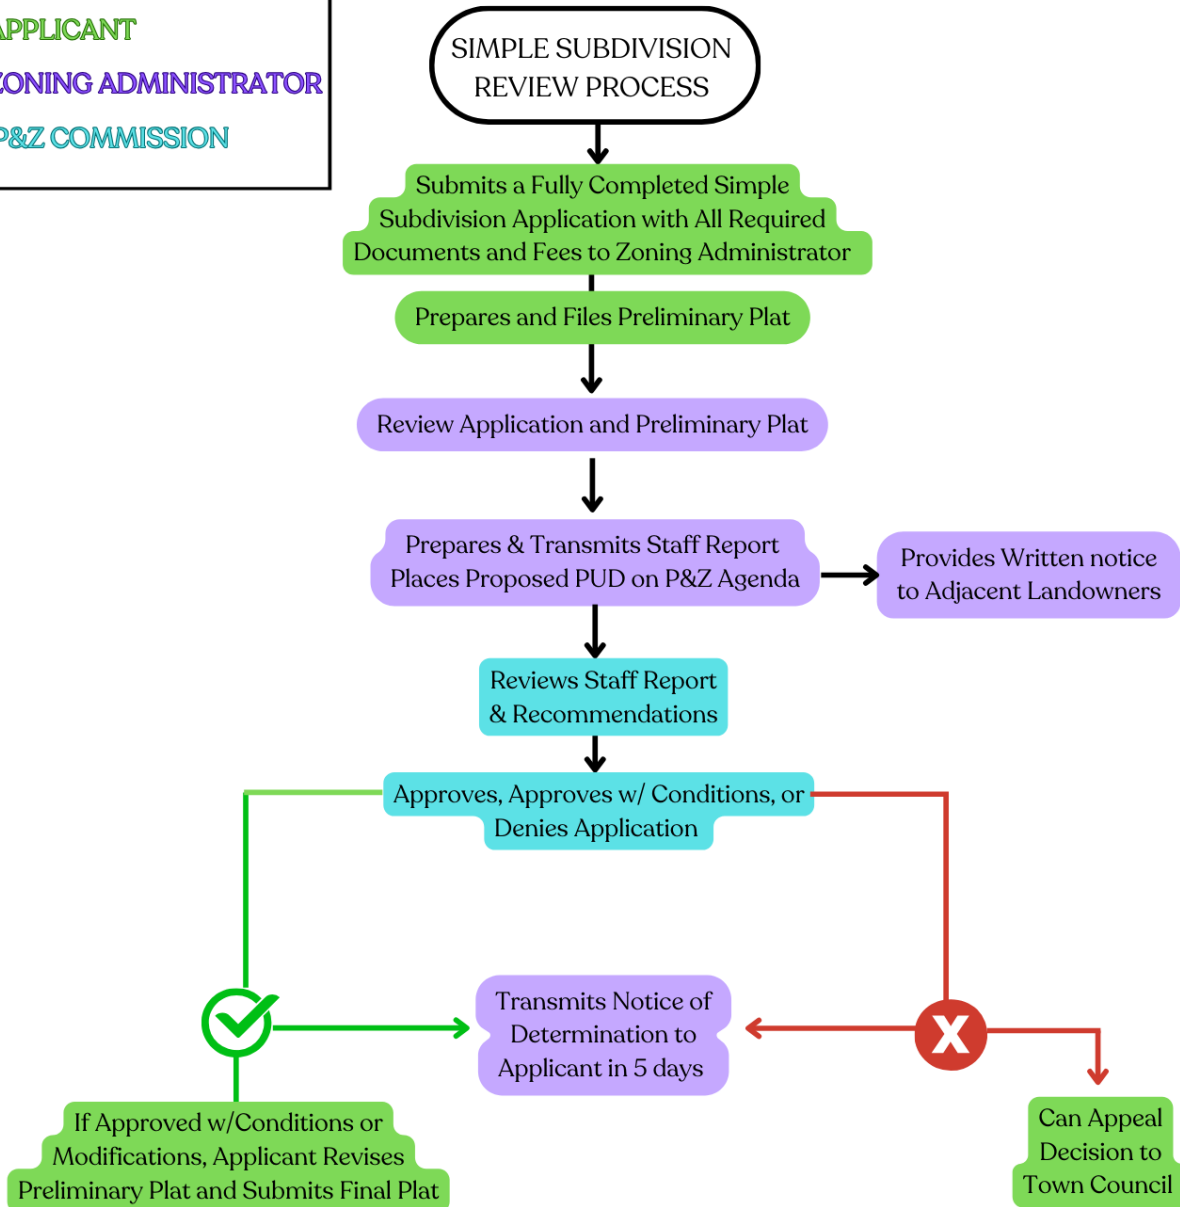 APPLICANT
ZONING ADMINISTRATOR
P&Z COMMISSION
SIMPLE SUBDIVISION
REVIEW PROCESS
Submits a Fully Completed Simple
Subdivision Application with All Required
Documents and Fees to Zoning Administrator
Prepares and Files Preliminary Plat
Review Application and Preliminary Plat
Prepares & Transmits Staff Report
Places Proposed PUD on P&Z Agenda
Provides Written notice
to Adjacent Landowners
Reviews Staff Report
& Recommendations
Approves, Approves w/ Conditions, or
Denies Application
Transmits Notice of
Determination to
Applicant in 5 days
X
If Approved w/Conditions or
Modifications, Applicant Revises
Preliminary Plat and Submits Final Plat
Can Appeal
Decision to
Town Council